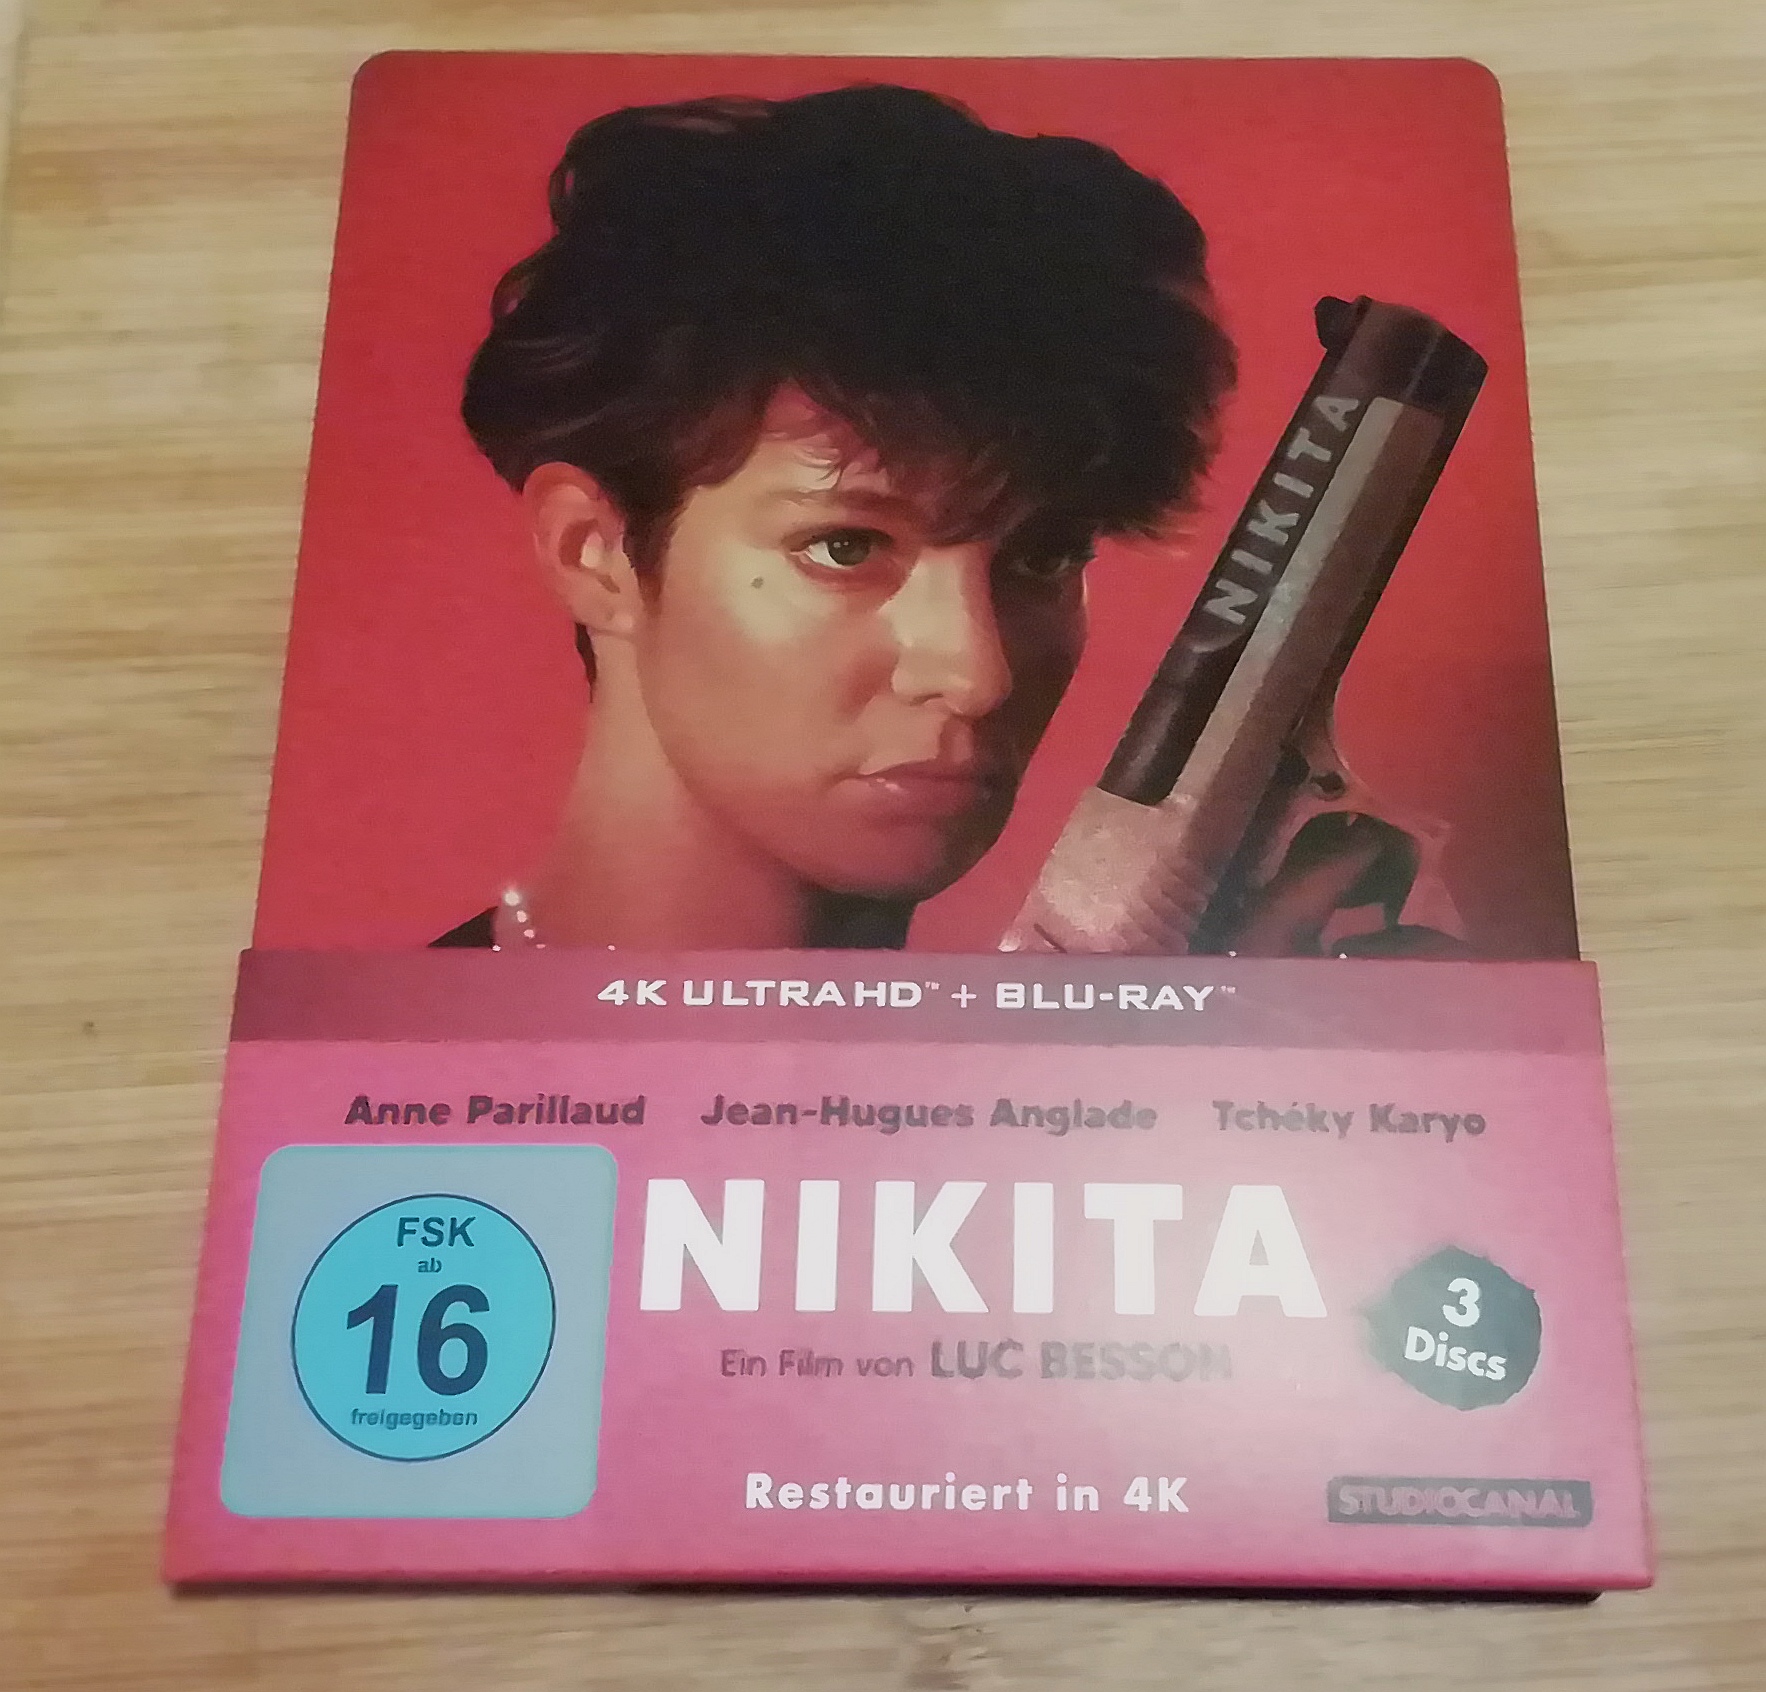 NIKITA
4K ULTRA HD™ + BLU-RAY™
Anne Parillaud Jean-Hugues Anglade Tchéky Karyo
FSK
ab
16
freigegeben
NIKITA
Ein Film von LUC BESSON
3
Discs
Restauriert in 4K
STUDIOCANAL